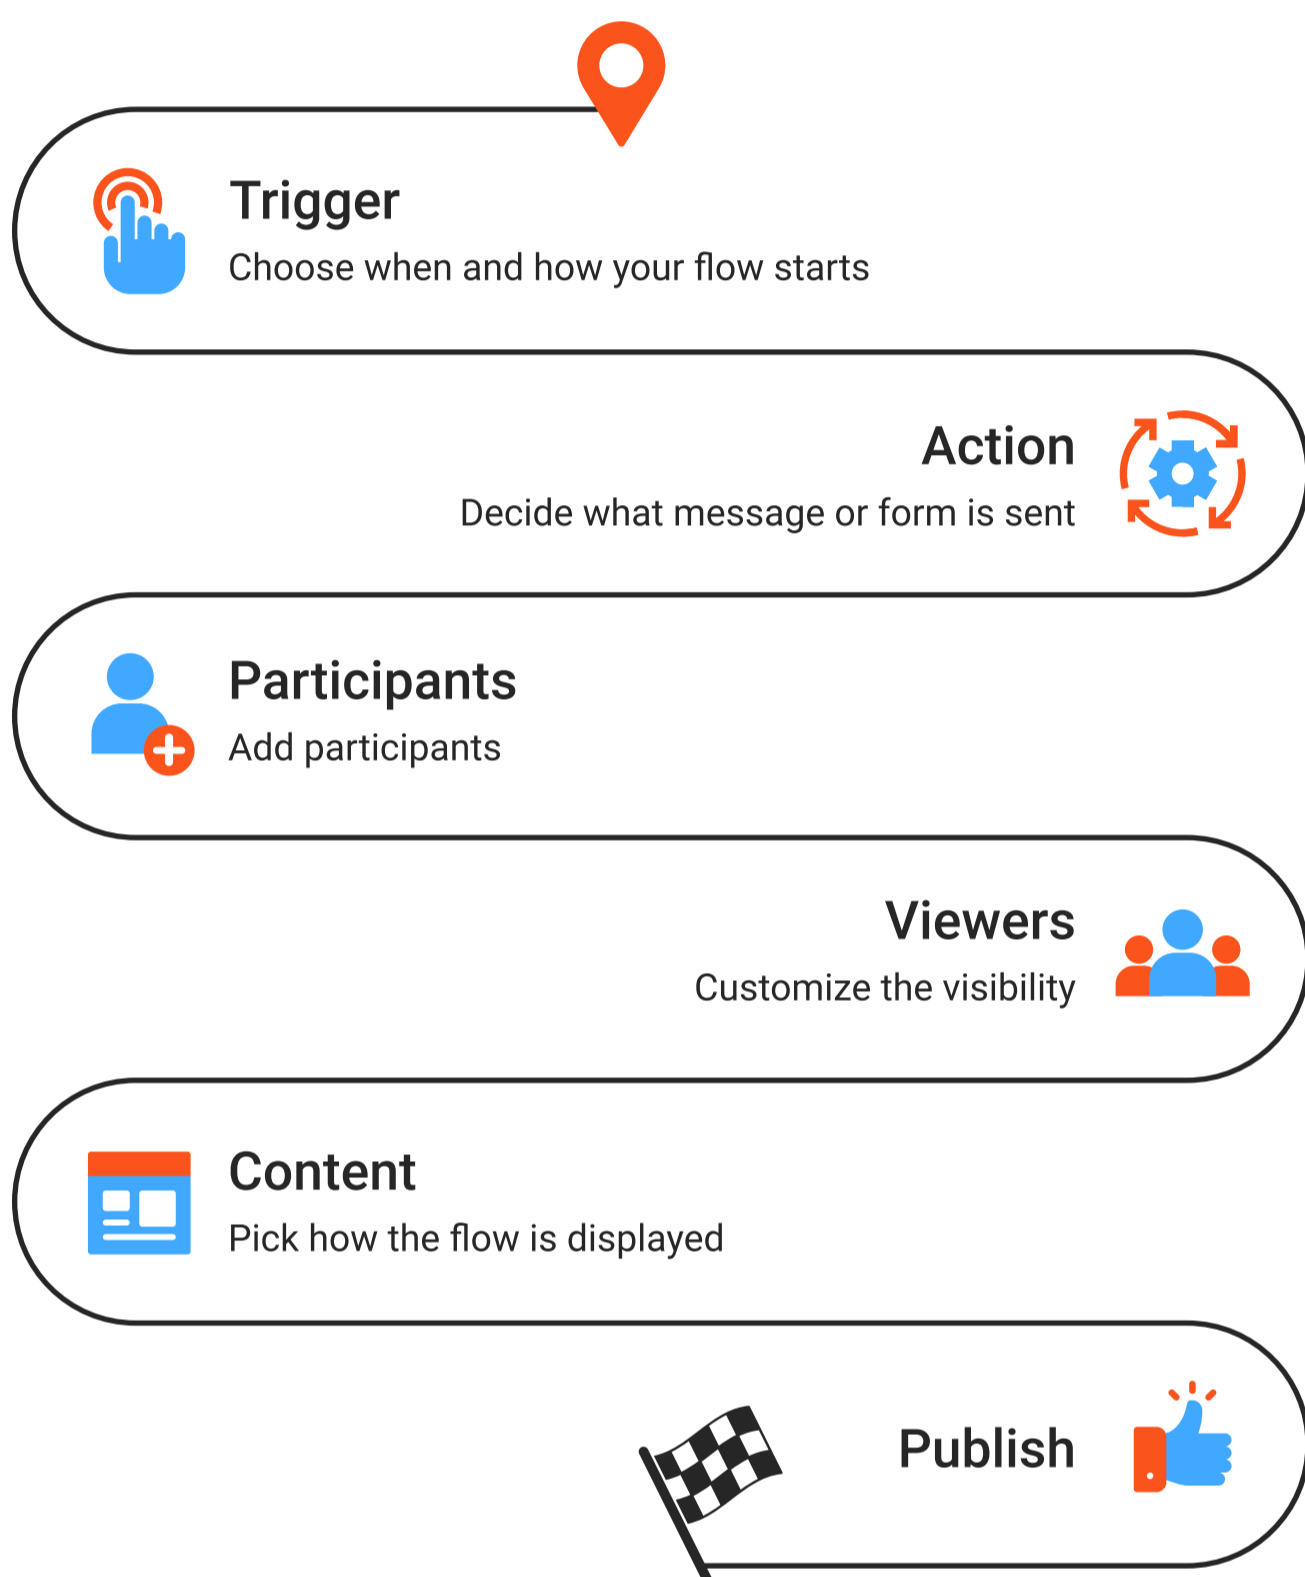 Trigger
Choose when and how your flow starts
Action
Decide what message or form is sent
Participants
Add participants
Viewers
Customize the visibility
Content
Pick how the flow is displayed
Publish